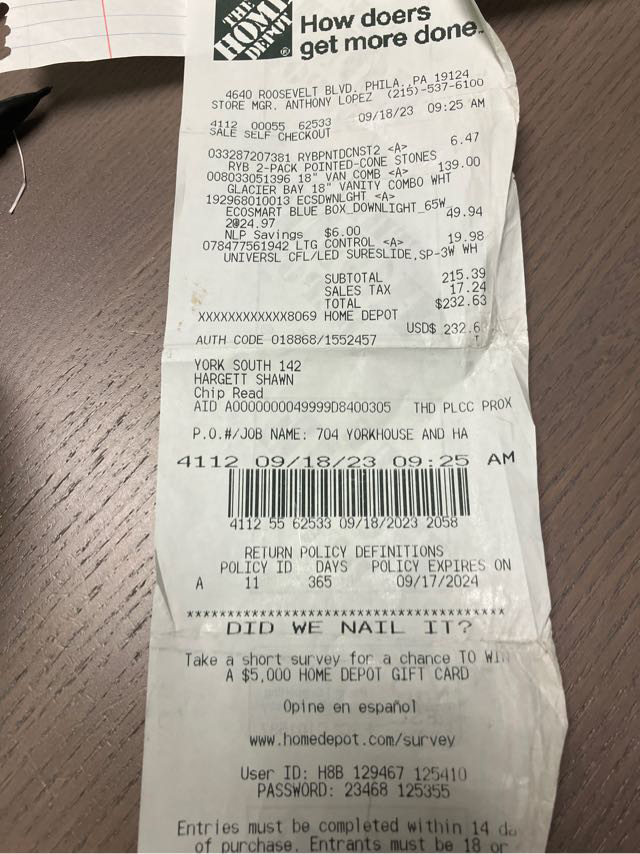 THE
HOME
DEPOT
®
How doers
get more done.
4640 ROOSEVELT BLVD. PHILA.,PA 19124
STORE MGR. ANTHONY LOPEZ (215)-537-6100
4112 00055 62533 09/18/23 09:25 AM
SALE SELF CHECKOUT
033287207381 RYBPNTDCNST2 <A> 6.47
RYB 2-PACK POINTED-CONE STONES
008033051396 18" VAN COMB <A> 139.00
GLACIER BAY 18" VANITY COMBO WHT
192968010013 ECSDWNLGHT <A>
ECOSMART BLUE BOX DOWNLIGHT_65W
2@24.97 49.94
NLP Savings $6.00
078477561942 LTG CONTROL <A> 19.98
UNIVERSL CFL/LED SURESLIDE,SP-3W WH
SUBTOTAL 215.39
SALES TAX 17.24
TOTAL $232.63
XXXXXXXXXXXX8069 HOME DEPOT
USD$ 232.6
AUTH CODE 018868/1552457
YORK SOUTH 142
HARGETT SHAWN
Chip Read
AID A0000000049999D8400305 THD PLCC PROX
P.O.#/JOB NAME: 704 YORKHOUSE AND HA
4112 09/18/23 09:25 AM
4112 55 62533 09/18/2023 2058
RETURN POLICY DEFINITIONS
POLICY ID DAYS POLICY EXPIRES ON
A 11 365 09/17/2024
***************************************
DID WE NAIL IT?
Take a short survey for a chance TO WIN
A $5,000 HOME DEPOT GIFT CARD
Opine en español
www.homedepot.com/survey
User ID: H8B 129467 125410
PASSWORD: 23468 125355
Entries must be completed within 14 da
of purchase. Entrants must be 18 or